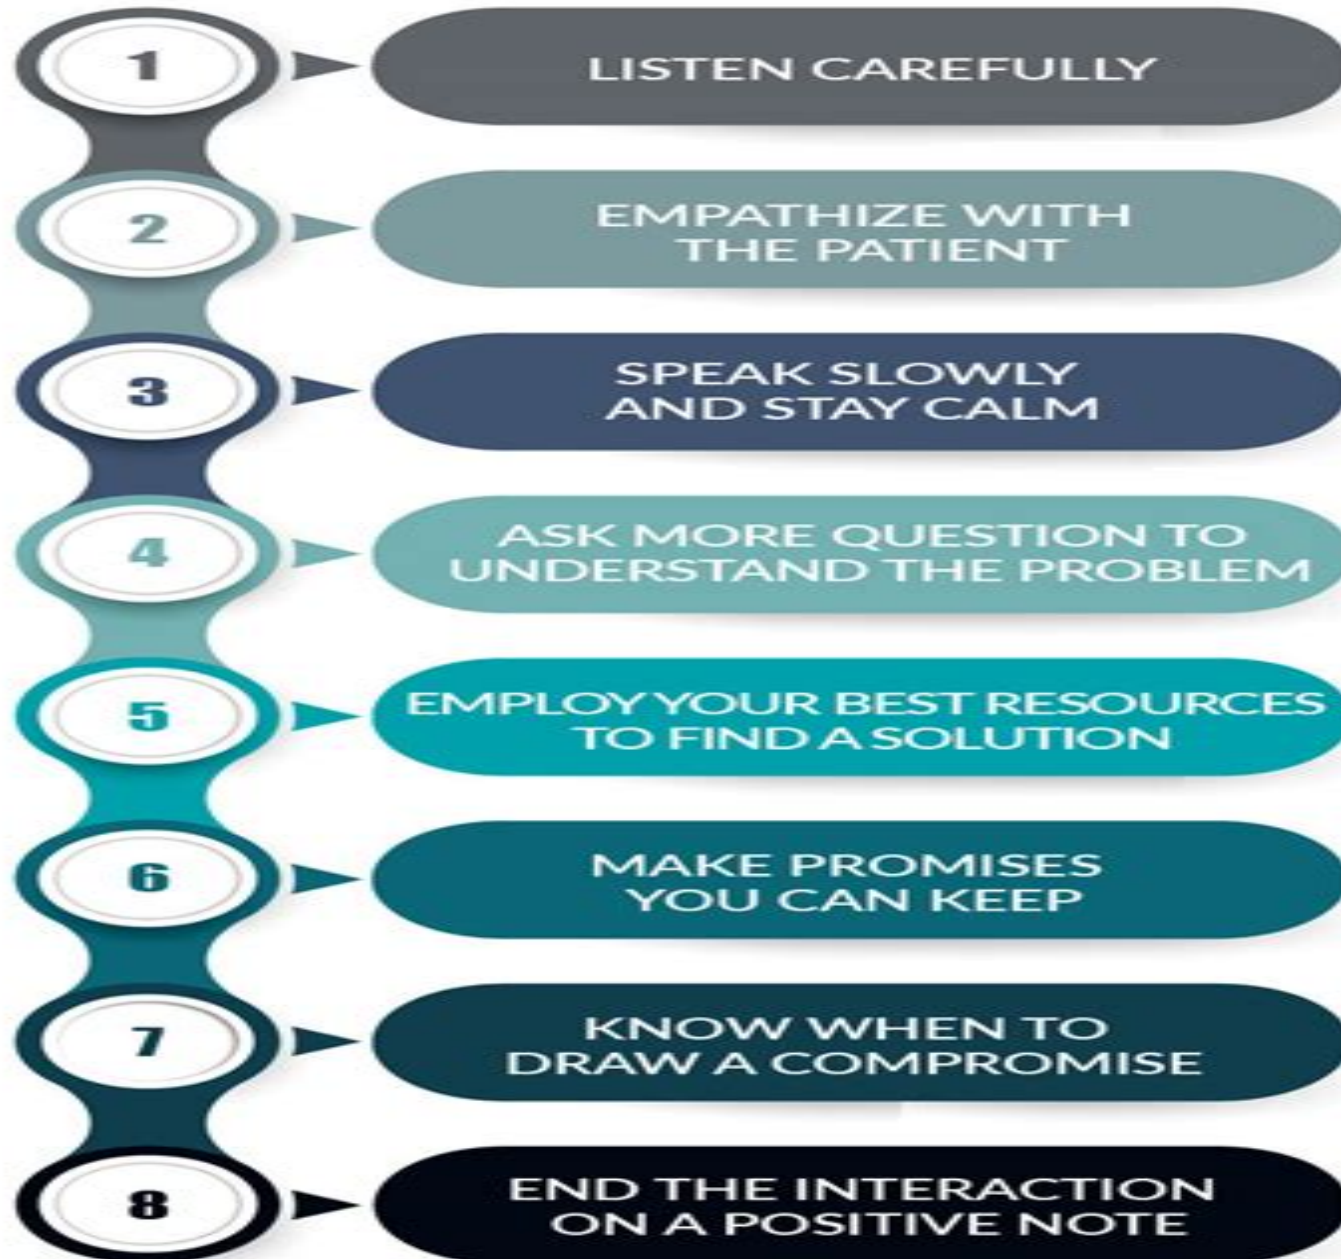 1
LISTEN CAREFULLY
2
EMPATHIZE WITH
THE PATIENT
3
SPEAK SLOWLY
AND STAY CALM
4
ASK MORE QUESTION TO
UNDERSTAND THE PROBLEM
5
EMPLOY YOUR BEST RESOURCES
TO FIND A SOLUTION
6
MAKE PROMISES
YOU CAN KEEP
7
KNOW WHEN TO
DRAW A COMPROMISE
8
END THE INTERACTION
ON A POSITIVE NOTE